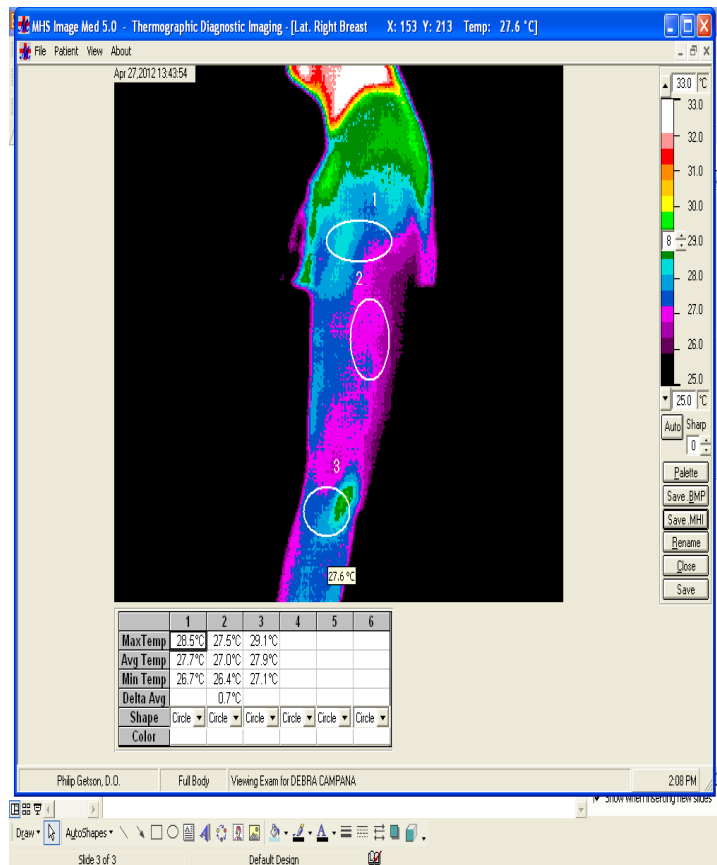 MHS Image Med 5.0 - Thermographic Diagnostic Imaging - [Lat. Right Breast X: 153 Y: 213 Temp: 27.6 °C]
File Patient View About
Apr 27,2012 13:43:54
33.0 °C
33.0
32.0
31.0
30.0
8 29.0
28.0
27.0
26.0
25.0
25.0 °C
1
2
3
27.6 °C
Auto Sharp
0
Palette
Save .BMP
Save .MHI
Rename
Close
Save
1 2 3 4 5 6
MaxTemp 28.5°C 27.5°C 29.1°C
Avg Temp 27.7°C 27.0°C 27.9°C
Min Temp 26.7°C 26.4°C 27.1°C
Delta Avg 0.7°C
Shape Circle Circle Circle Circle Circle Circle
Color
Philip Getson, D.O. Full Body Viewing Exam for DEBRA CAMPANA 2:08 PM
Show when inserting new slides
Draw AutoShapes
Slide 3 of 3 Default Design